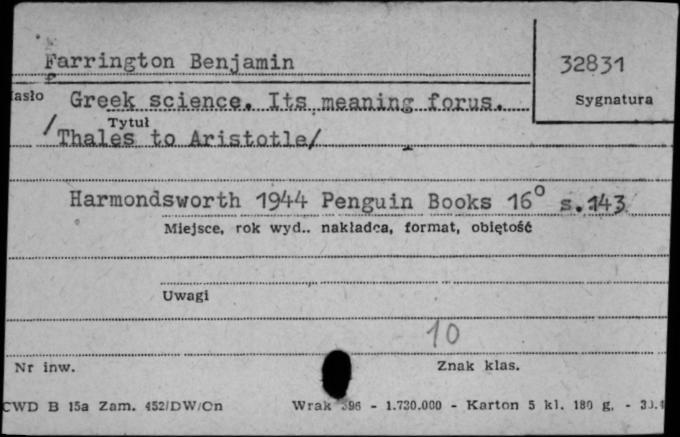 Farrington Benjamin
32831
Sygnatura
asło
Greek science. Its meaning forus.
Tytuł
/Thales to Aristotle/
Harmondsworth 1944 Penguin Books 16° s.143
Miejsce, rok wyd.. nakładca, format, objętość
Uwagi
10
Nr inw.
Znak klas.
CWD B 15a Zam. 452/DW/Cn
Wrak 396 - 1.730.000 - Karton 5 kl. 180 g. -